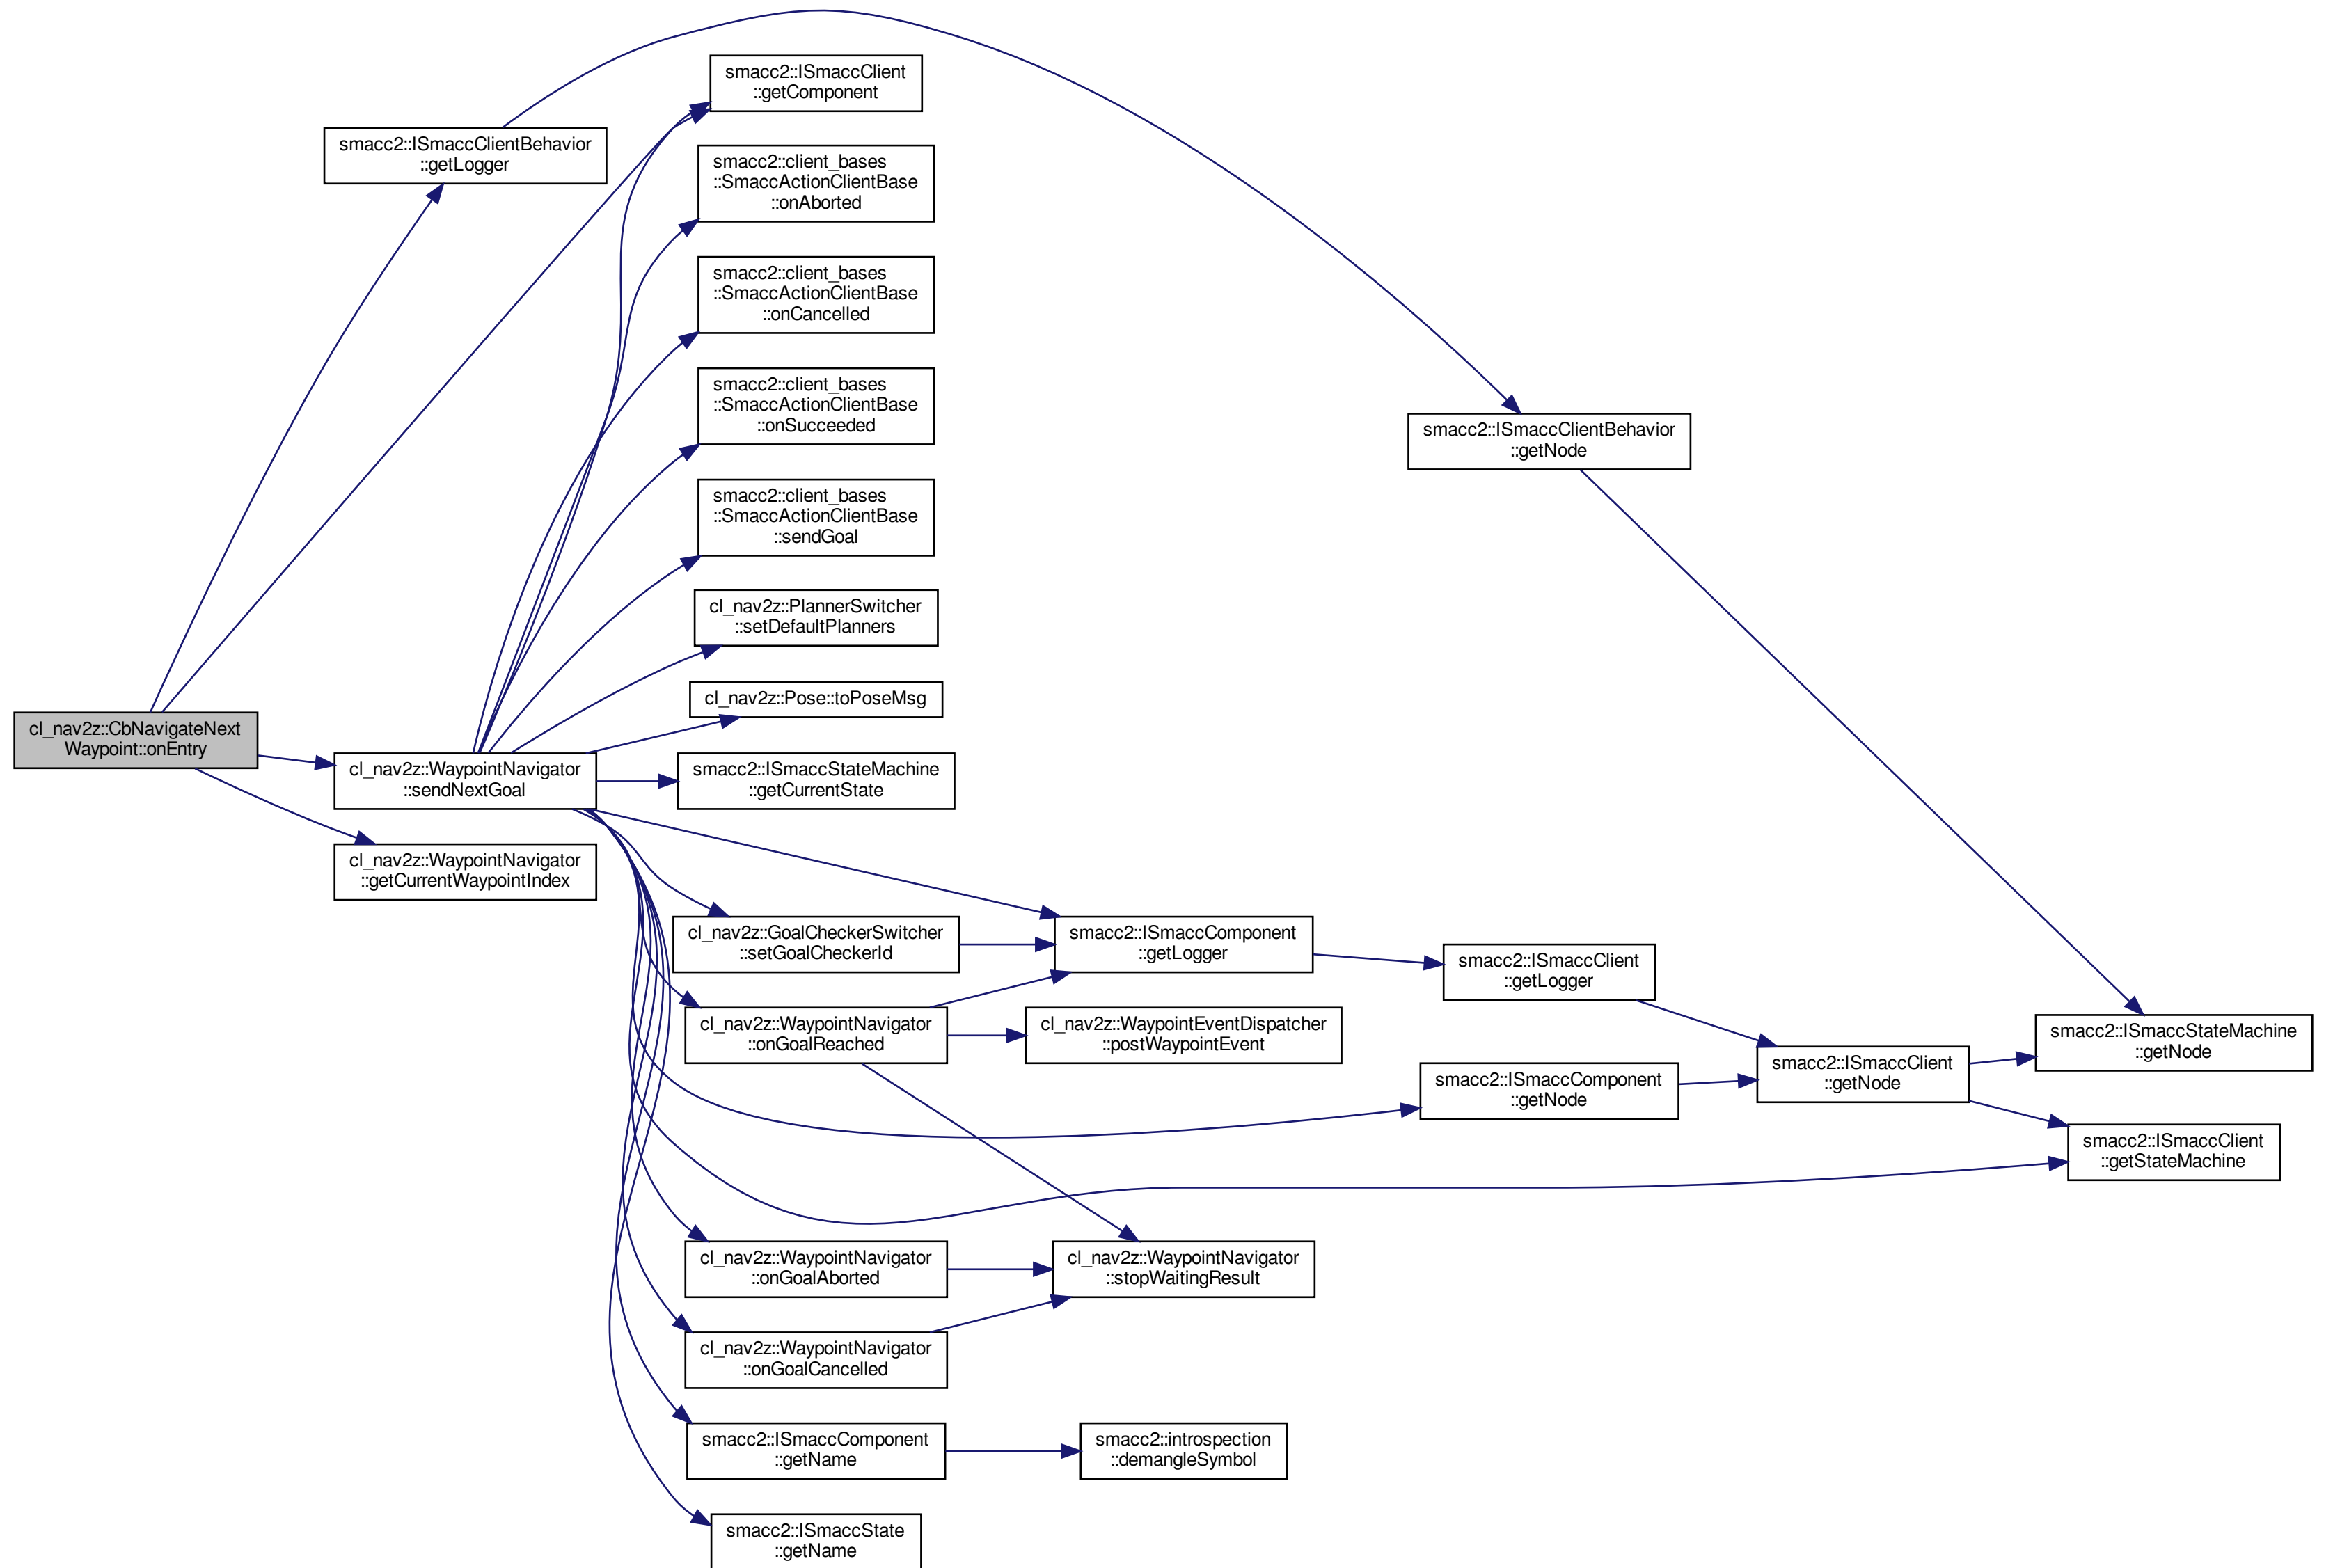 smacc2::ISmaccClient
::getComponent
smacc2::ISmaccClientBehavior
::getLogger
smacc2::client_bases
::SmaccActionClientBase
::onAborted
smacc2::client_bases
::SmaccActionClientBase
::onCancelled
smacc2::client_bases
::SmaccActionClientBase
::onSucceeded
smacc2::ISmaccClientBehavior
::getNode
smacc2::client_bases
::SmaccActionClientBase
::sendGoal
cl_nav2z::PlannerSwitcher
::setDefaultPlanners
cl_nav2z::Pose::toPoseMsg
cl_nav2z::CbNavigateNext
Waypoint::onEntry
cl_nav2z::WaypointNavigator
::sendNextGoal
smacc2::ISmaccStateMachine
::getCurrentState
cl_nav2z::WaypointNavigator
::getCurrentWaypointIndex
cl_nav2z::GoalCheckerSwitcher
::setGoalCheckerId
smacc2::ISmaccComponent
::getLogger
smacc2::ISmaccClient
::getLogger
cl_nav2z::WaypointNavigator
::onGoalReached
cl_nav2z::WaypointEventDispatcher
::postWaypointEvent
smacc2::ISmaccStateMachine
::getNode
smacc2::ISmaccComponent
::getNode
smacc2::ISmaccClient
::getNode
smacc2::ISmaccClient
::getStateMachine
cl_nav2z::WaypointNavigator
::onGoalAborted
cl_nav2z::WaypointNavigator
::stopWaitingResult
cl_nav2z::WaypointNavigator
::onGoalCancelled
smacc2::ISmaccComponent
::getName
smacc2::introspection
::demangleSymbol
smacc2::ISmaccState
::getName